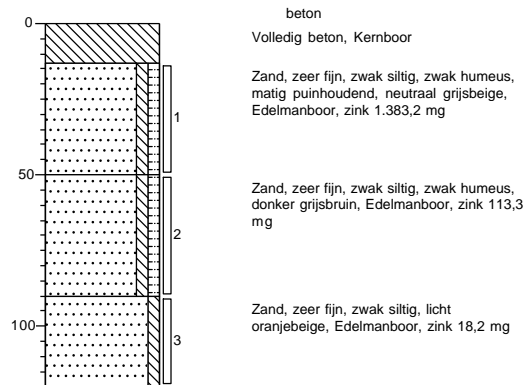 beton
0
Volledig beton, Kernboor
Zand, zeer fijn, zwak siltig, zwak humeus,
matig puinhoudend, neutraal grijsbeige,
Edelmanboor, zink 1.383,2 mg
1
50
Zand, zeer fijn, zwak siltig, zwak humeus,
donker grijsbruin, Edelmanboor, zink 113,3
mg
2
Zand, zeer fijn, zwak siltig, licht
oranjebeige, Edelmanboor, zink 18,2 mg
100
3